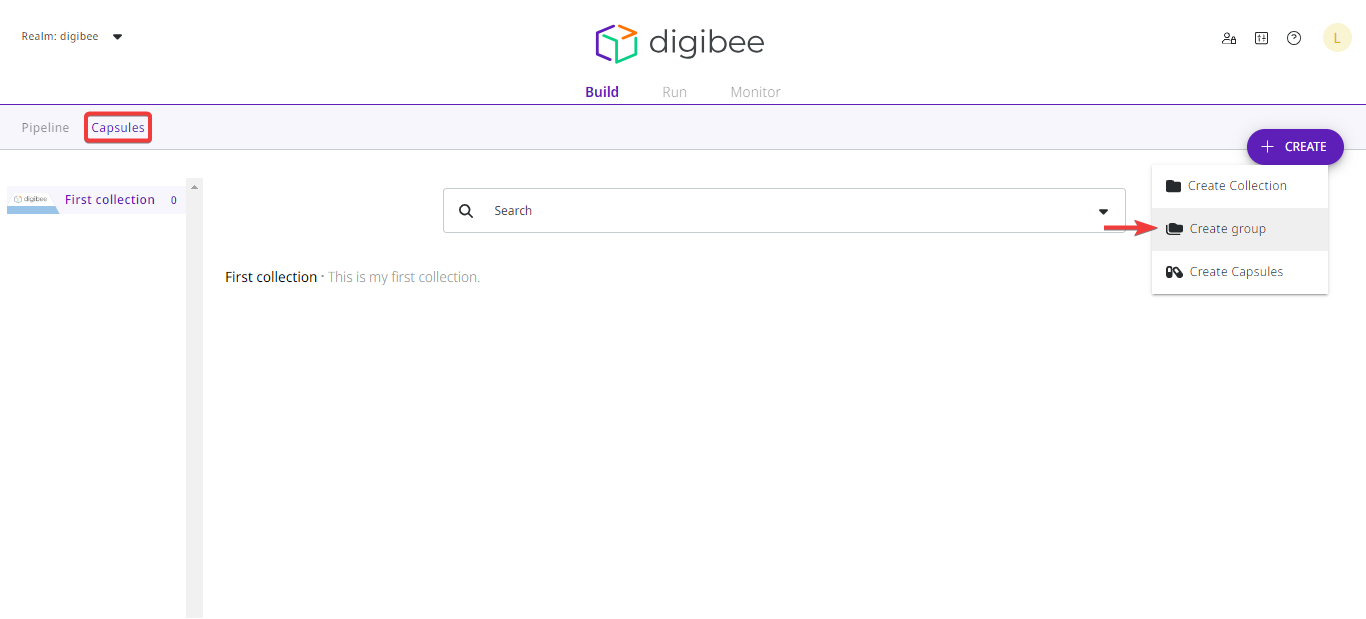 Realm: digibee
digibee
L
Build Run Monitor
Pipeline Capsules
CREATE
Create Collection
Create group
Create Capsules
digibee First collection 0
Search
First collection · This is my first collection.